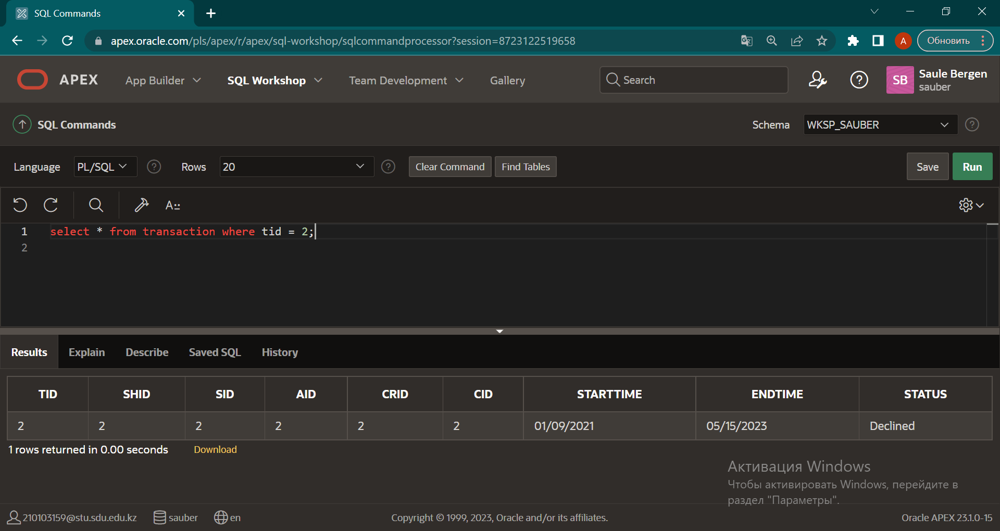 SQL Commands
apex.oracle.com/pls/apex/r/apex/sql-workshop/sqlcommandprocessor?session=8723122519658
A
Обновить
APEX
App Builder
SQL Workshop
Team Development
Gallery
Search
SB
Saule Bergen
sauber
SQL Commands
Schema
WKSP_SAUBER
Language
PL/SQL
Rows
20
Clear Command
Find Tables
Save
Run
A::
1 select * from transaction where tid = 2;
2
Results Explain Describe Saved SQL History
TID SHID SID AID CRID CID STARTTIME ENDTIME STATUS
2 2 2 2 2 2 01/09/2021 05/15/2023 Declined
1 rows returned in 0.00 seconds Download
Активация Windows
Чтобы активировать Windows, перейдите в
раздел "Параметры".
210103159@stu.sdu.edu.kz sauber en
Copyright © 1999, 2023, Oracle and/or its affiliates.
Oracle APEX 23.1.0-15